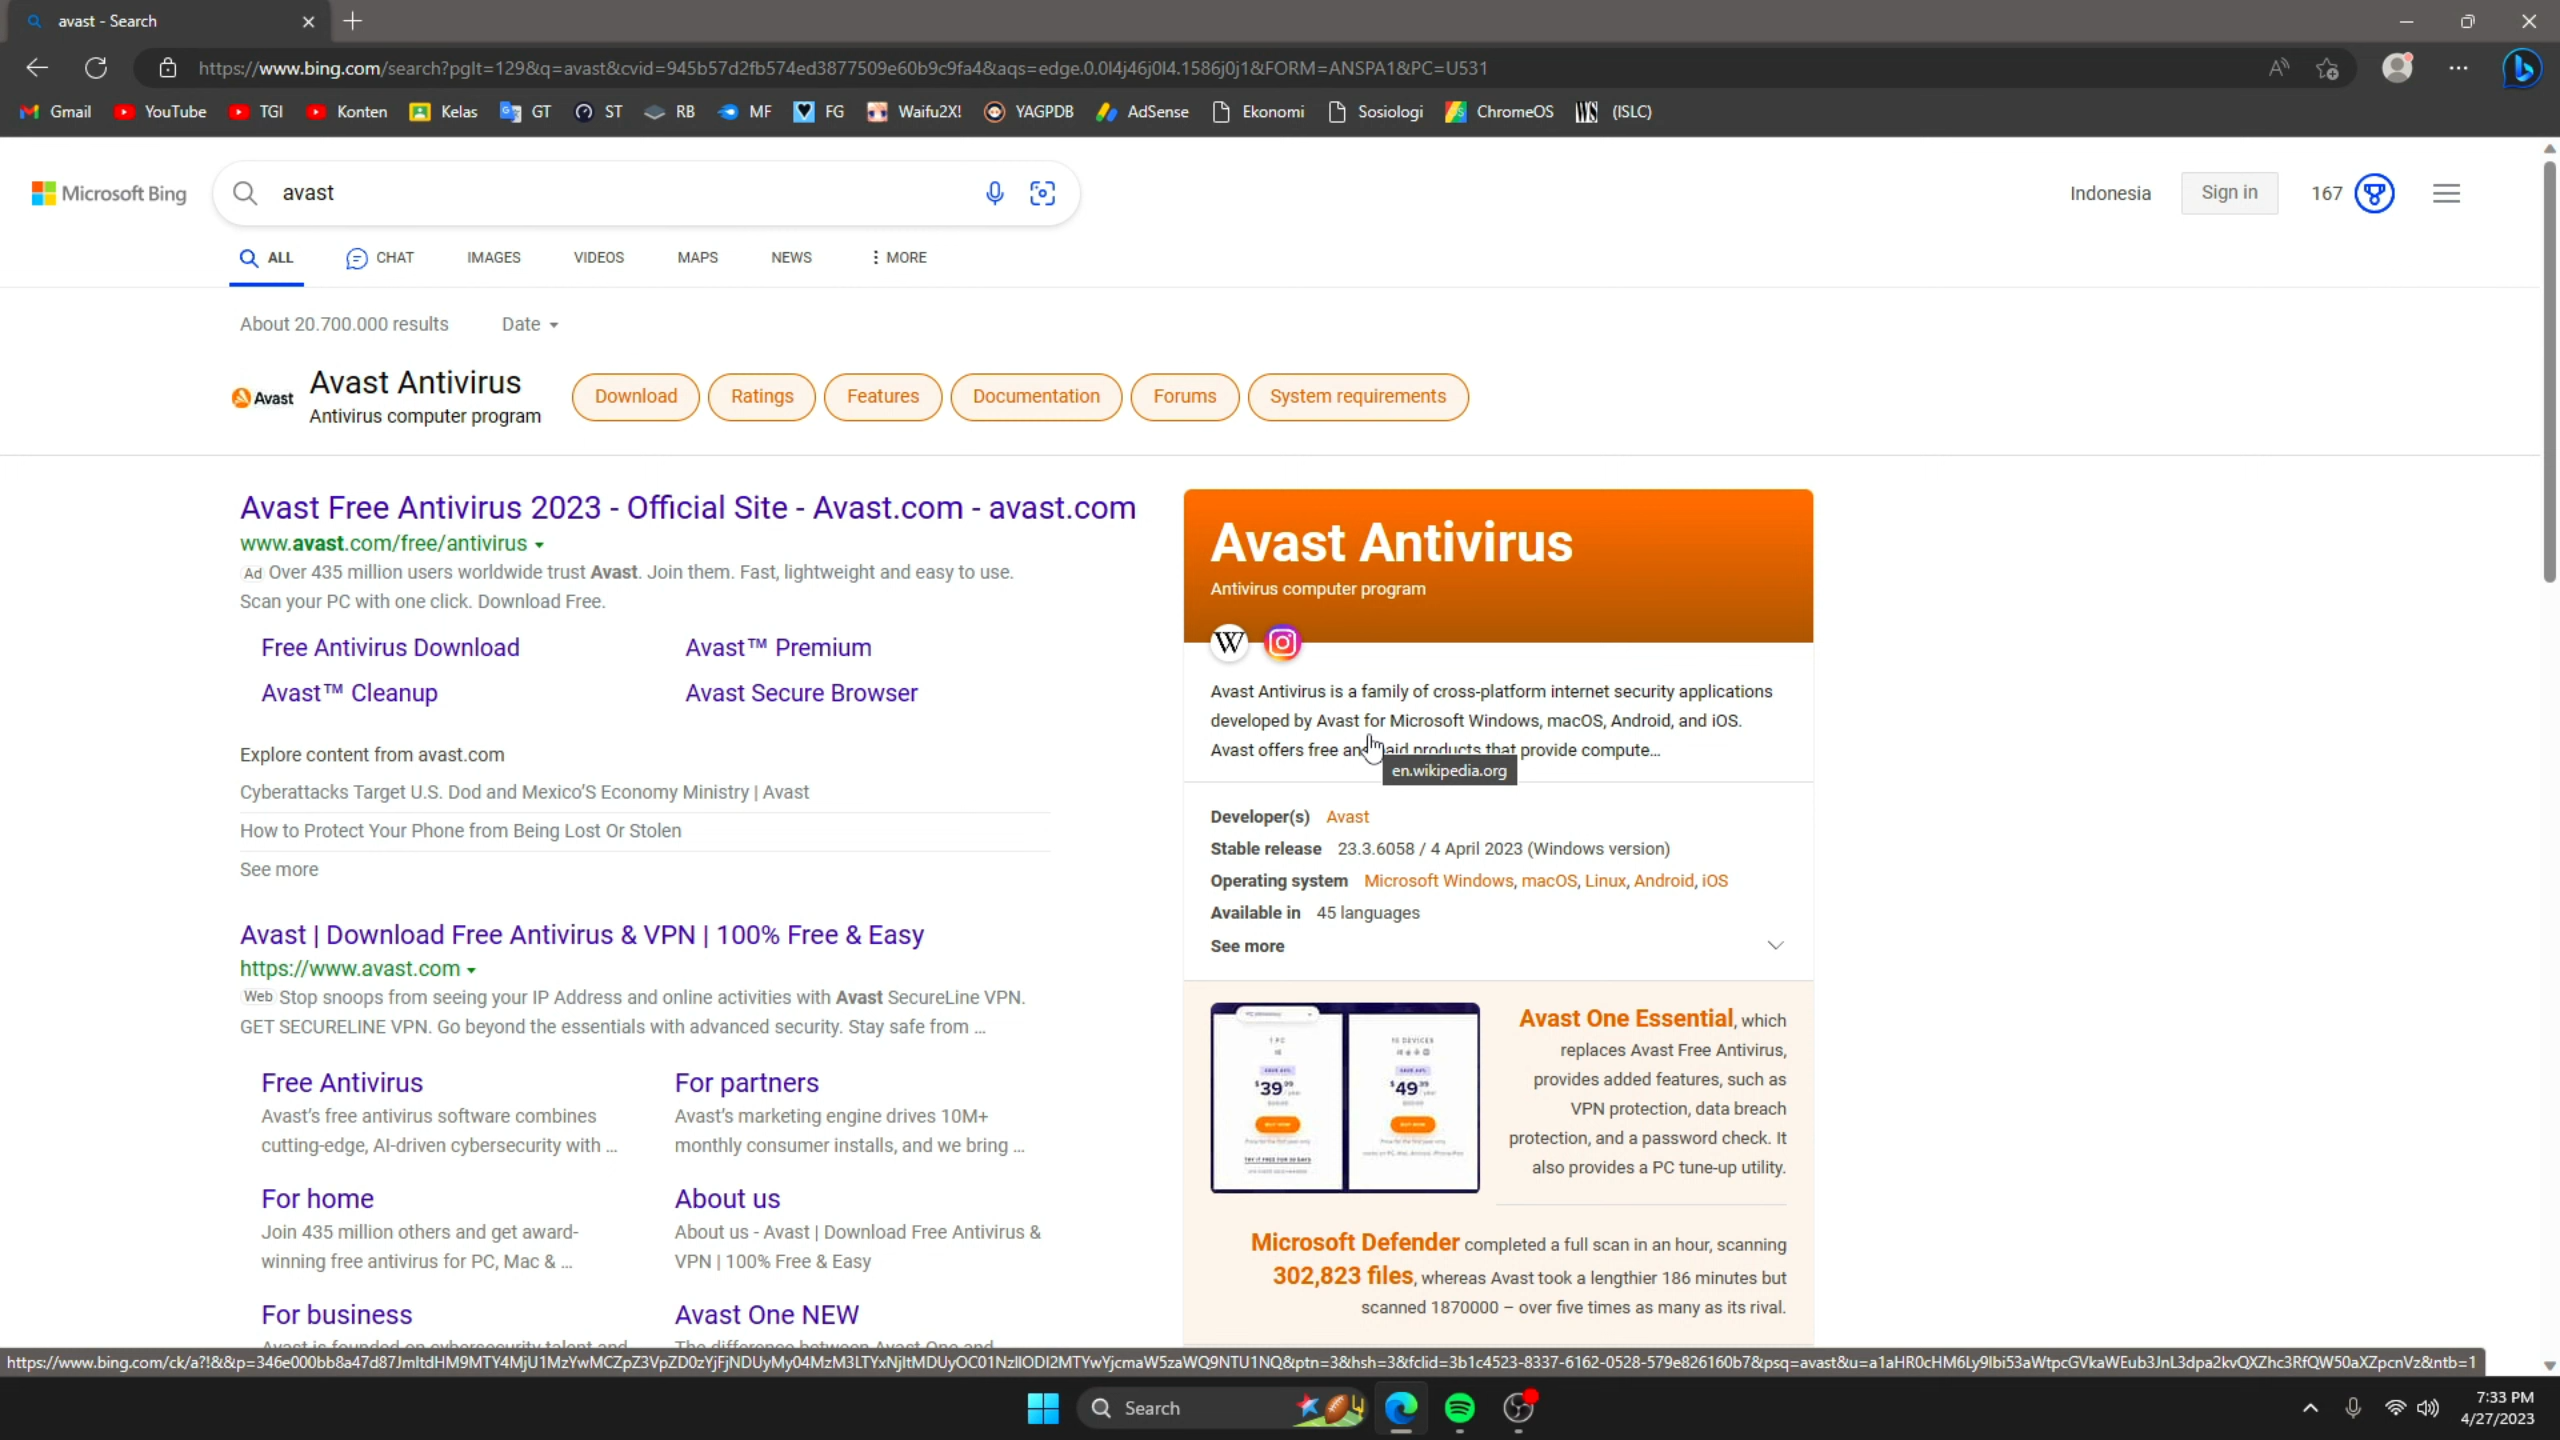 avast - Search
https://www.bing.com/search?pglt=129&q=avast&cvid=945b57d2fb574ed3877509e60b9c9fa4&aqs=edge.0.0l4j46j0l4.1586j0j1&FORM=ANSPA1&PC=U531
Gmail YouTube TGI Konten Kelas GT ST RB MF FG Waifu2X! YAGPDB AdSense Ekonomi Sosiologi ChromeOS (ISLC)
Microsoft Bing avast Indonesia Sign in 167
ALL CHAT IMAGES VIDEOS MAPS NEWS MORE
About 20.700.000 results Date
Avast Avast Antivirus
Antivirus computer program
Download Ratings Features Documentation Forums System requirements
Avast Free Antivirus 2023 - Official Site - Avast.com - avast.com
www.avast.com/free/antivirus
Ad Over 435 million users worldwide trust Avast. Join them. Fast, lightweight and easy to use.
Scan your PC with one click. Download Free.
Free Antivirus Download Avast™ Premium
Avast™ Cleanup Avast Secure Browser
Explore content from avast.com
Cyberattacks Target U.S. Dod and Mexico'S Economy Ministry | Avast
How to Protect Your Phone from Being Lost Or Stolen
See more
Avast | Download Free Antivirus & VPN | 100% Free & Easy
https://www.avast.com
Web Stop snoops from seeing your IP Address and online activities with Avast SecureLine VPN.
GET SECURELINE VPN. Go beyond the essentials with advanced security. Stay safe from ...
Free Antivirus
Avast's free antivirus software combines
cutting-edge, AI-driven cybersecurity with ...
For partners
Avast's marketing engine drives 10M+
monthly consumer installs, and we bring ...
For home
Join 435 million others and get award-
winning free antivirus for PC, Mac & ...
About us
About us - Avast | Download Free Antivirus &
VPN | 100% Free & Easy
For business
Avast is founded on cybersecurity talent and
Avast One NEW
The difference between Avast One and
Avast Antivirus
Antivirus computer program
W
Avast Antivirus is a family of cross-platform internet security applications
developed by Avast for Microsoft Windows, macOS, Android, and iOS.
Avast offers free and paid products that provide compute...
en.wikipedia.org
Developer(s) Avast
Stable release 23.3.6058 / 4 April 2023 (Windows version)
Operating system Microsoft Windows, macOS, Linux, Android, iOS
Available in 45 languages
See more
1 PC
10 DEVICES
$39
$49
Avast One Essential, which
replaces Avast Free Antivirus,
provides added features, such as
VPN protection, data breach
protection, and a password check. It
also provides a PC tune-up utility.
Microsoft Defender completed a full scan in an hour, scanning
302,823 files, whereas Avast took a lengthier 186 minutes but
scanned 1870000 – over five times as many as its rival.
Search
7:33 PM
4/27/2023